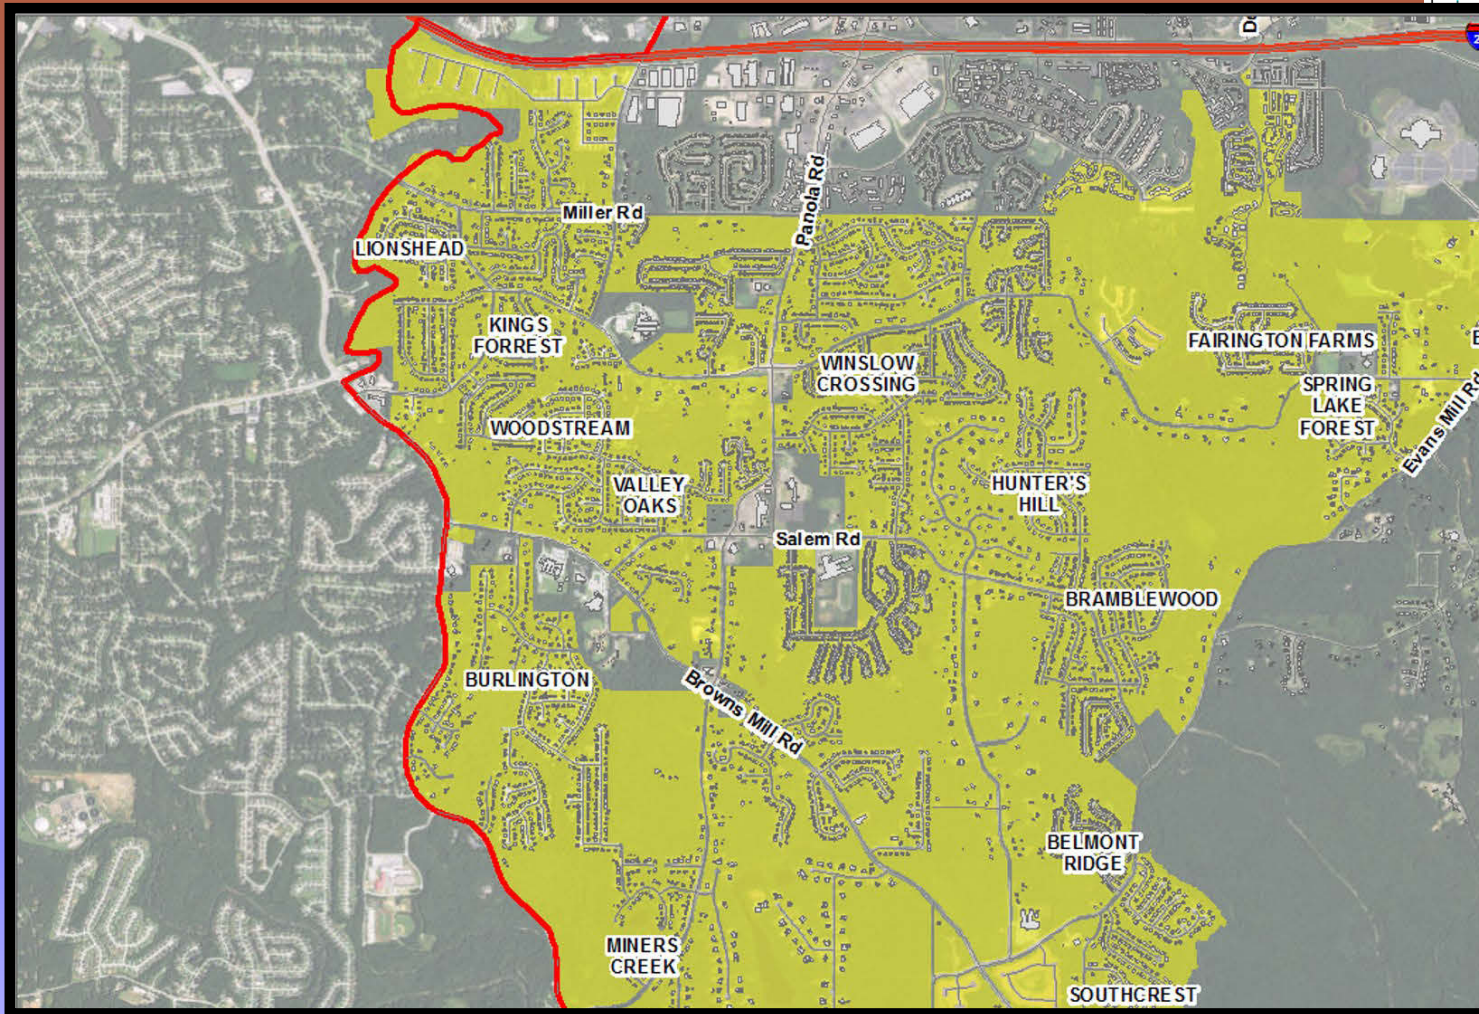 Miller Rd
Panola Rd
LIONSHEAD
KINGS
FORREST
WINSLOW
CROSSING
FAIRINGTON FARMS
SPRING
LAKE
FOREST
Evans Mill Rd
WOODSTREAM
VALLEY
OAKS
HUNTER'S
HILL
Salem Rd
BRAMBLEWOOD
BURLINGTON
Browns Mill Rd
BELMONT
RIDGE
MINERS
CREEK
SOUTHCREST